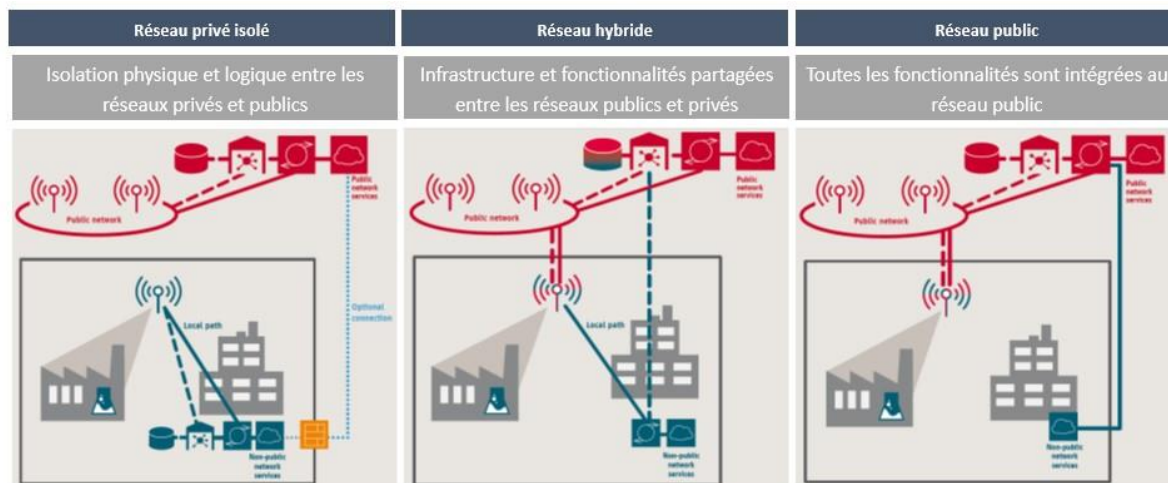 Réseau privé isolé
Isolation physique et logique entre les
réseaux privés et publics
Public
network
services
Public network
Optional
connection
Local path
Non-public
network
services
Réseau hybride
Infrastructure et fonctionnalités partagées
entre les réseaux publics et privés
Public
network
services
Public network
Local path
Non-public
network
services
Réseau public
Toutes les fonctionnalités sont intégrées au
réseau public
Public
network
services
Public network
Non-public
network
services